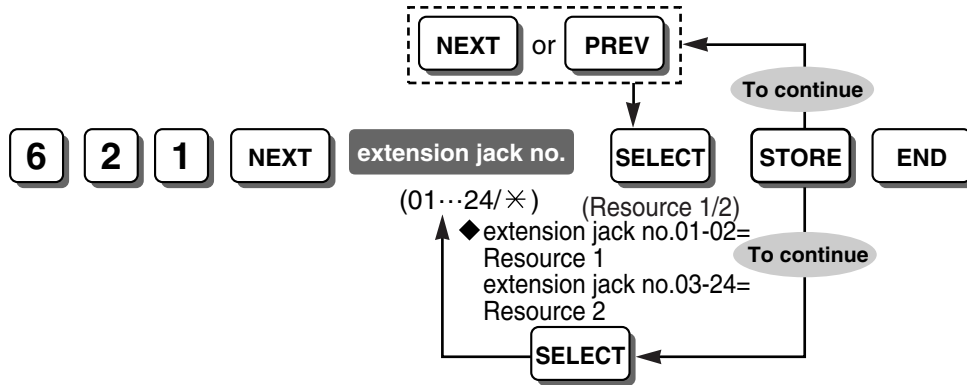 NEXT or PREV
To continue
6 2 1 NEXT extension jack no. SELECT STORE END
(01···24/✳)
(Resource 1/2)
◆extension jack no.01-02=
Resource 1
extension jack no.03-24=
Resource 2
To continue
SELECT